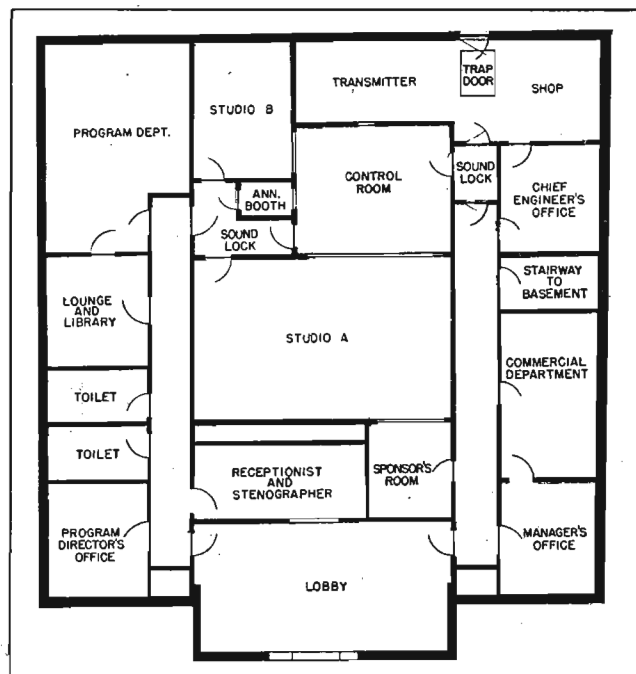 PROGRAM DEPT.
STUDIO B
TRANSMITTER
TRAP
DOOR
SHOP
CONTROL
ROOM
SOUND
LOCK
CHIEF
ENGINEER'S
OFFICE
ANN.
BOOTH
SOUND
LOCK
STAIRWAY
TO
BASEMENT
LOUNGE
AND
LIBRARY
STUDIO A
COMMERCIAL
DEPARTMENT
TOILET
TOILET
RECEPTIONIST
AND
STENOGRAPHER
SPONSOR'S
ROOM
PROGRAM
DIRECTOR'S
OFFICE
MANAGER'S
OFFICE
LOBBY